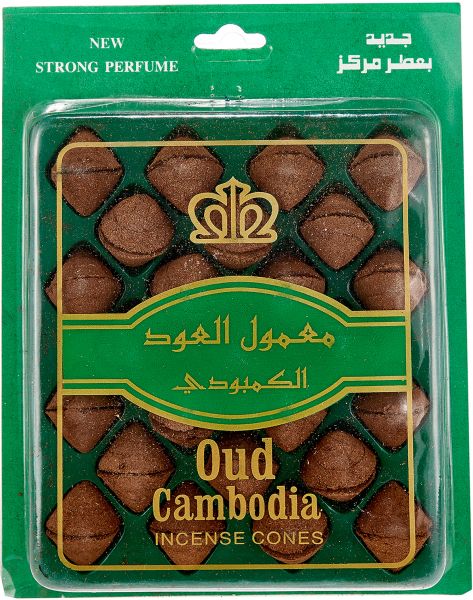 NEW
STRONG PERFUME
جديد
بعطر مركز
معمول العود
الكمبودي
Oud
Cambodia
INCENSE CONES